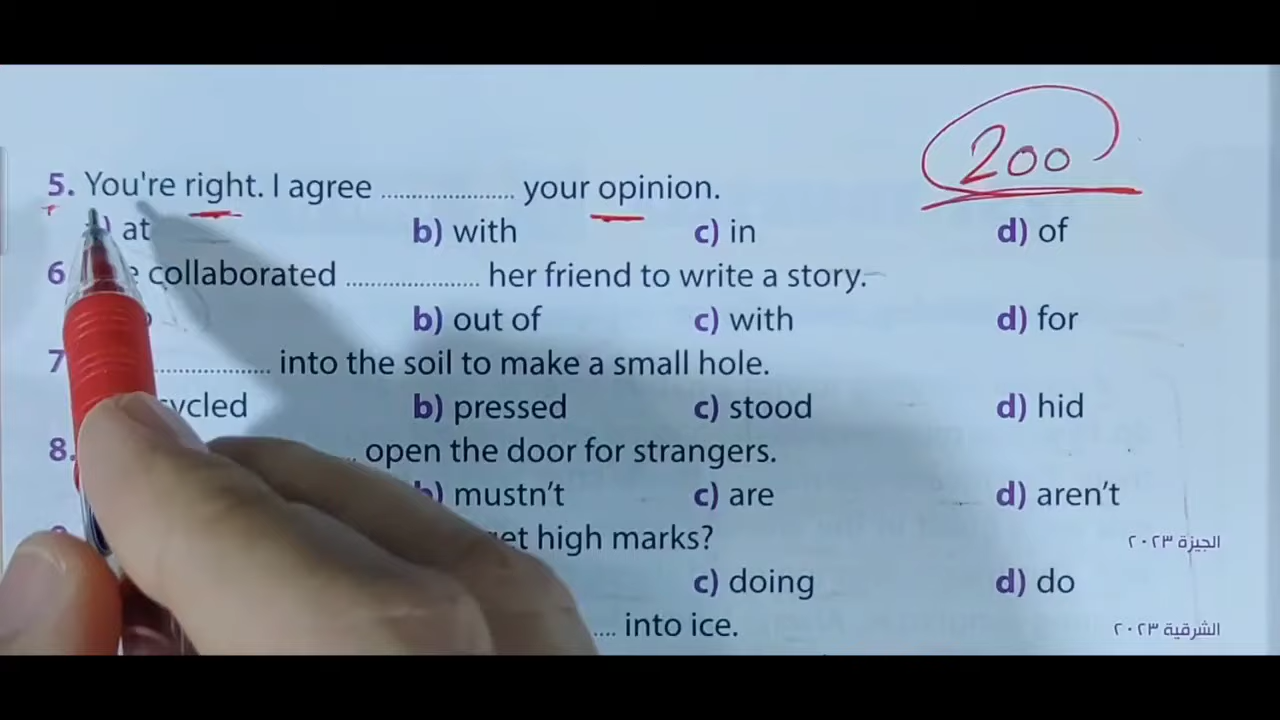 200
5. You're right. I agree .................... your opinion.
at b) with c) in d) of
6 collaborated .................... her friend to write a story.
b) out of c) with d) for
7 .................... into the soil to make a small hole.
b) pressed c) stood d) hid
8. .... open the door for strangers.
b) mustn't c) are d) aren't
get high marks? الجيزة ٢٠٢٣
c) doing d) do
.... into ice. الشرقية ٢٠٢٣